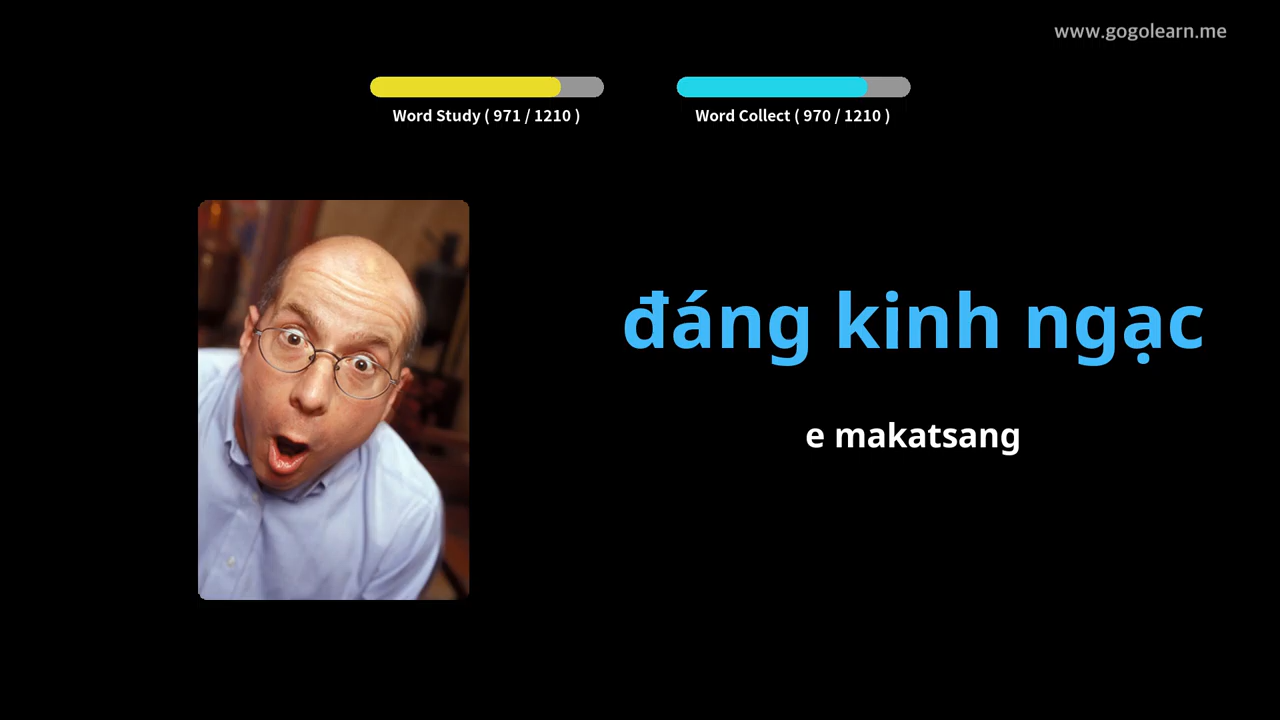 www.gogolearn.me
Word Study ( 971 / 1210 )
Word Collect ( 970 / 1210 )
đáng kinh ngạc
e makatsang